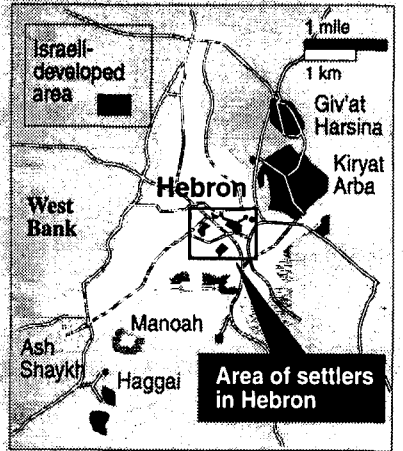 1 mile
1 km
Israeli-
developed
area
Giv'at
Harsina
Kiryat
Arba
Hebron
West
Bank
Manoah
Ash
Shaykh
Haggai
Area of settlers
in Hebron